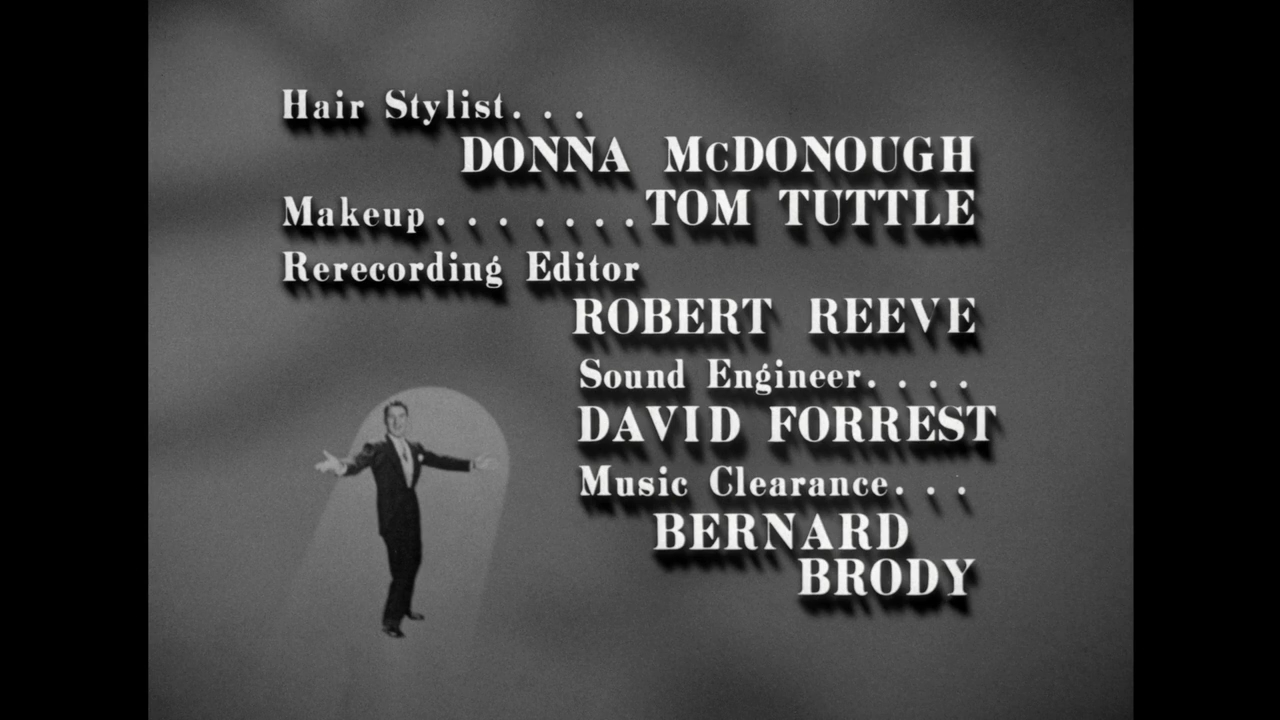 Hair Stylist. . .
DONNA McDONOUGH
Makeup. . . . . . . TOM TUTTLE
Rerecording Editor
ROBERT REEVE
Sound Engineer. . . .
DAVID FORREST
Music Clearance. . .
BERNARD
BRODY